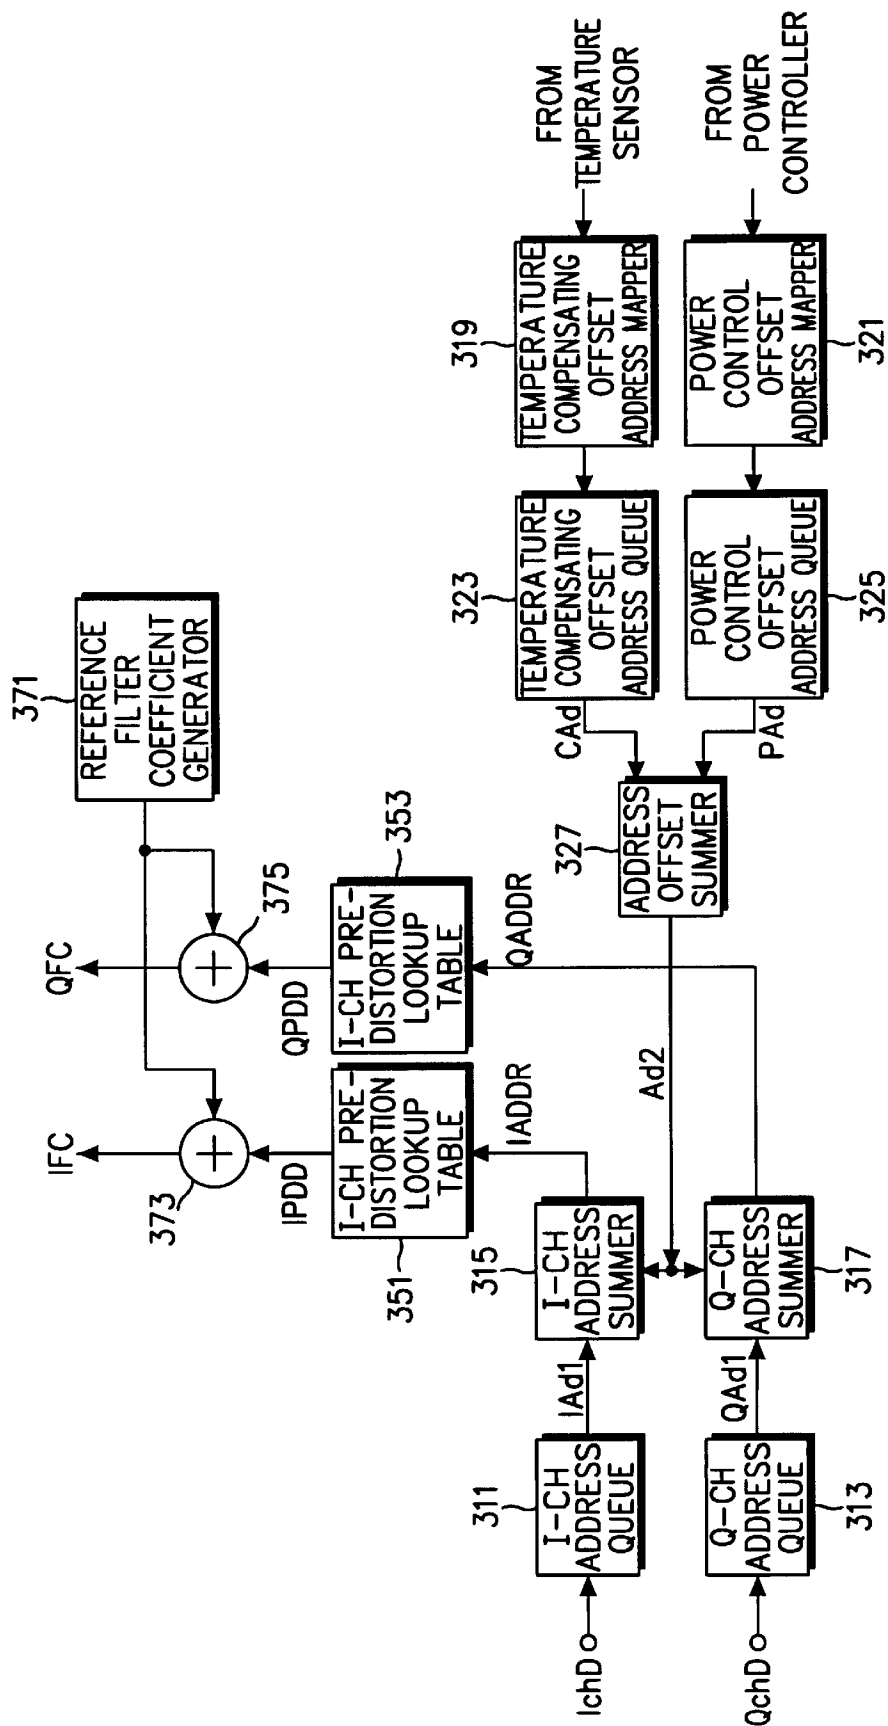 371
REFERENCE
FILTER
COEFFICIENT
GENERATOR
IFC
QFC
373
375
IPDD
QPDD
351
I-CH PRE-
DISTORTION
LOOKUP
TABLE
353
I-CH PRE-
DISTORTION
LOOKUP
TABLE
IADDR
QADDR
IchD
311
I-CH
ADDRESS
QUEUE
IAd1
315
I-CH
ADDRESS
SUMMER
Ad2
327
ADDRESS
OFFSET
SUMMER
CAd
323
TEMPERATURE
COMPENSATING
OFFSET
ADDRESS QUEUE
319
TEMPERATURE
COMPENSATING
OFFSET
ADDRESS MAPPER
FROM
TEMPERATURE
SENSOR
QchD
Q-CH
ADDRESS
QUEUE
313
QAd1
Q-CH
ADDRESS
SUMMER
317
PAd
POWER
CONTROL
OFFSET
ADDRESS QUEUE
325
POWER
CONTROL
OFFSET
ADDRESS MAPPER
321
FROM
POWER
CONTROLLER